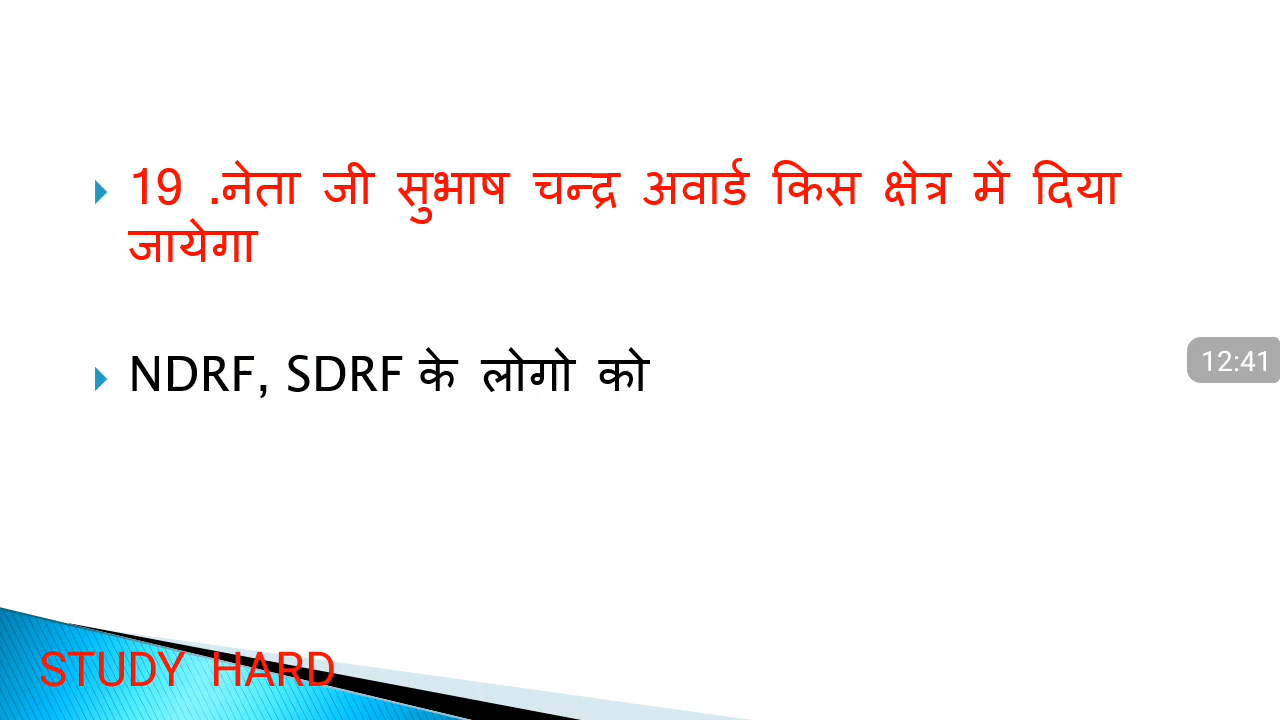 19 .नेता जी सुभाष चन्द्र अवार्ड किस क्षेत्र में दिया
जायेगा
NDRF, SDRF के लोगो को
12:41
STUDY HARD